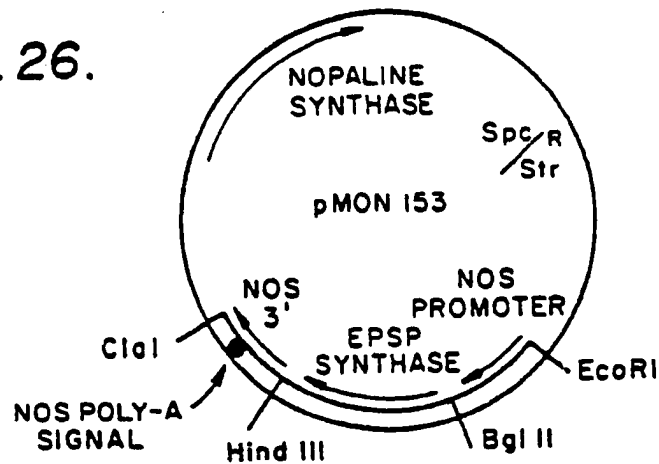 . 26.
NOPALINE
SYNTHASE
Spc/R
Str
pMON 153
NOS
3'
NOS
PROMOTER
ClaI
EPSP
SYNTHASE
EcoRI
NOS POLY-A
SIGNAL
Hind III
Bgl II